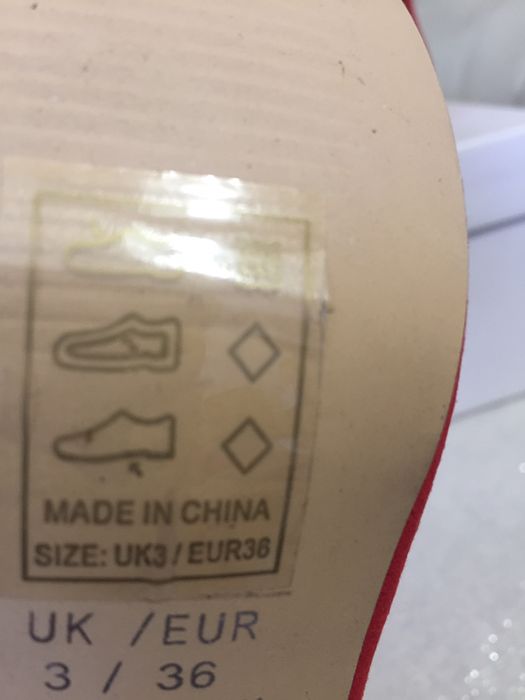 MADE IN CHINA
SIZE: UK3 / EUR36
UK /EUR
3 / 36